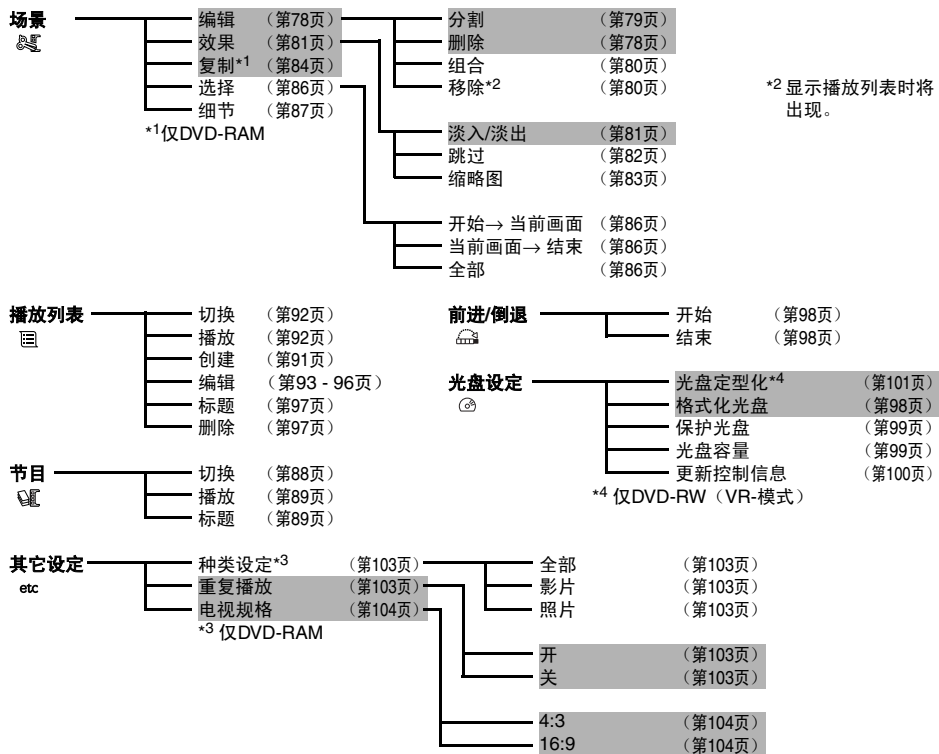 场景
编辑 （第78页）
效果 （第81页）
复制*1 （第84页）
选择 （第86页）
细节 （第87页）
*1仅DVD-RAM
分割 （第79页）
删除 （第78页）
组合 （第80页）
移除*2 （第80页）
*2 显示播放列表时将
出现。
淡入/淡出 （第81页）
跳过 （第82页）
缩略图 （第83页）
开始→ 当前画面 （第86页）
当前画面→ 结束 （第86页）
全部 （第86页）
播放列表
切换 （第92页）
播放 （第92页）
创建 （第91页）
编辑 （第93 - 96页）
标题 （第97页）
删除 （第97页）
前进/倒退
开始 （第98页）
结束 （第98页）
光盘设定
光盘定型化*4 （第101页）
格式化光盘 （第98页）
保护光盘 （第99页）
光盘容量 （第99页）
更新控制信息 （第100页）
*4 仅DVD-RW（VR-模式）
节目
切换 （第88页）
播放 （第89页）
标题 （第89页）
其它设定
etc
种类设定*3 （第103页）
重复播放 （第103页）
电视规格 （第104页）
*3 仅DVD-RAM
全部 （第103页）
影片 （第103页）
照片 （第103页）
开 （第103页）
关 （第103页）
4:3 （第104页）
16:9 （第104页）